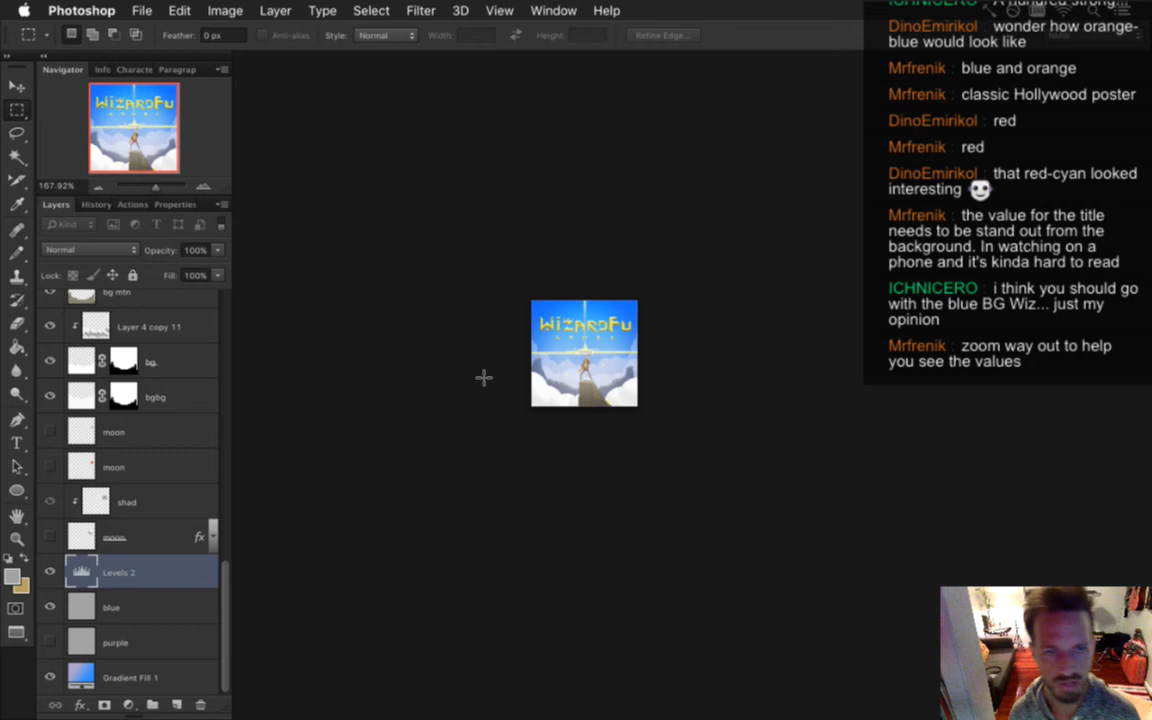 Photoshop File Edit Image Layer Type Select Filter 3D View Window Help
Feather: 0 px Anti-alias Style: Normal Width: Height: Refine Edge...
Navigator Info Characte Paragrap
WizardFu
167.92%
Layers History Actions Properties
Kind
Normal Opacity: 100%
Lock: Fill: 100%
bg mtn
Layer 4 copy 11
bg
bgbg
moon
moon
shad
moon fx
Levels 2
blue
purple
Gradient Fill 1
fx
WizardFu
ICHNICERO : A hundred strong
DinoEmirikol : wonder how orange-
blue would look like
Mrfrenik : blue and orange
Mrfrenik : classic Hollywood poster
DinoEmirikol : red
Mrfrenik : red
DinoEmirikol : that red-cyan looked
interesting
Mrfrenik : the value for the title
needs to be stand out from the
background. In watching on a
phone and it's kinda hard to read
ICHNICERO : i think you should go
with the blue BG Wiz... just my
opinion
Mrfrenik : zoom way out to help
you see the values